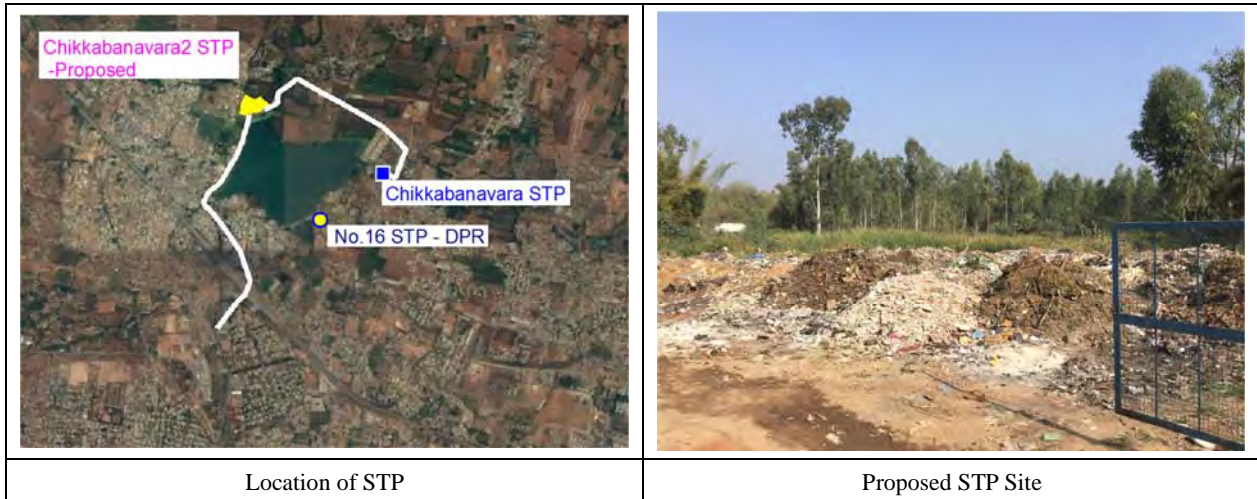 Chikkabanavara2 STP
-Proposed
Chikkabanavara STP
No.16 STP - DPR
Location of STP
Proposed STP Site